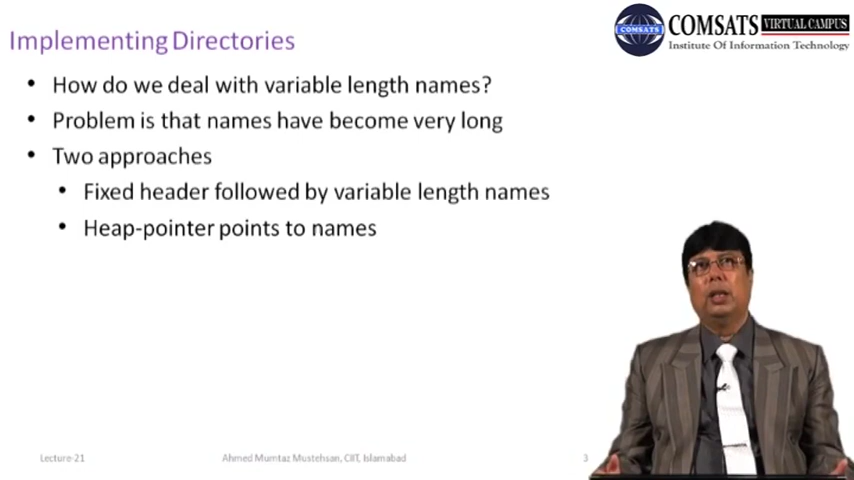 Implementing Directories
COMSATS VIRTUAL CAMPUS
COMSATS
Institute Of Information Technology
• How do we deal with variable length names?
• Problem is that names have become very long
• Two approaches
• Fixed header followed by variable length names
• Heap-pointer points to names
Lecture-21 Ahmed Mumtaz Mustehsan, CIIT, Islamabad 3